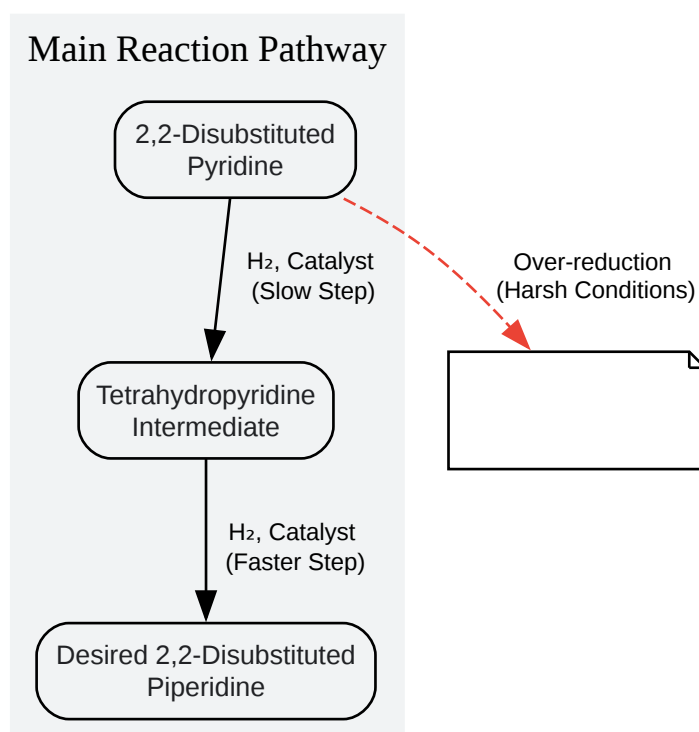 Main Reaction Pathway
2,2-Disubstituted
Pyridine
H₂, Catalyst
(Slow Step)
Over-reduction
(Harsh Conditions)
Tetrahydropyridine
Intermediate
H₂, Catalyst
(Faster Step)
Desired 2,2-Disubstituted
Piperidine